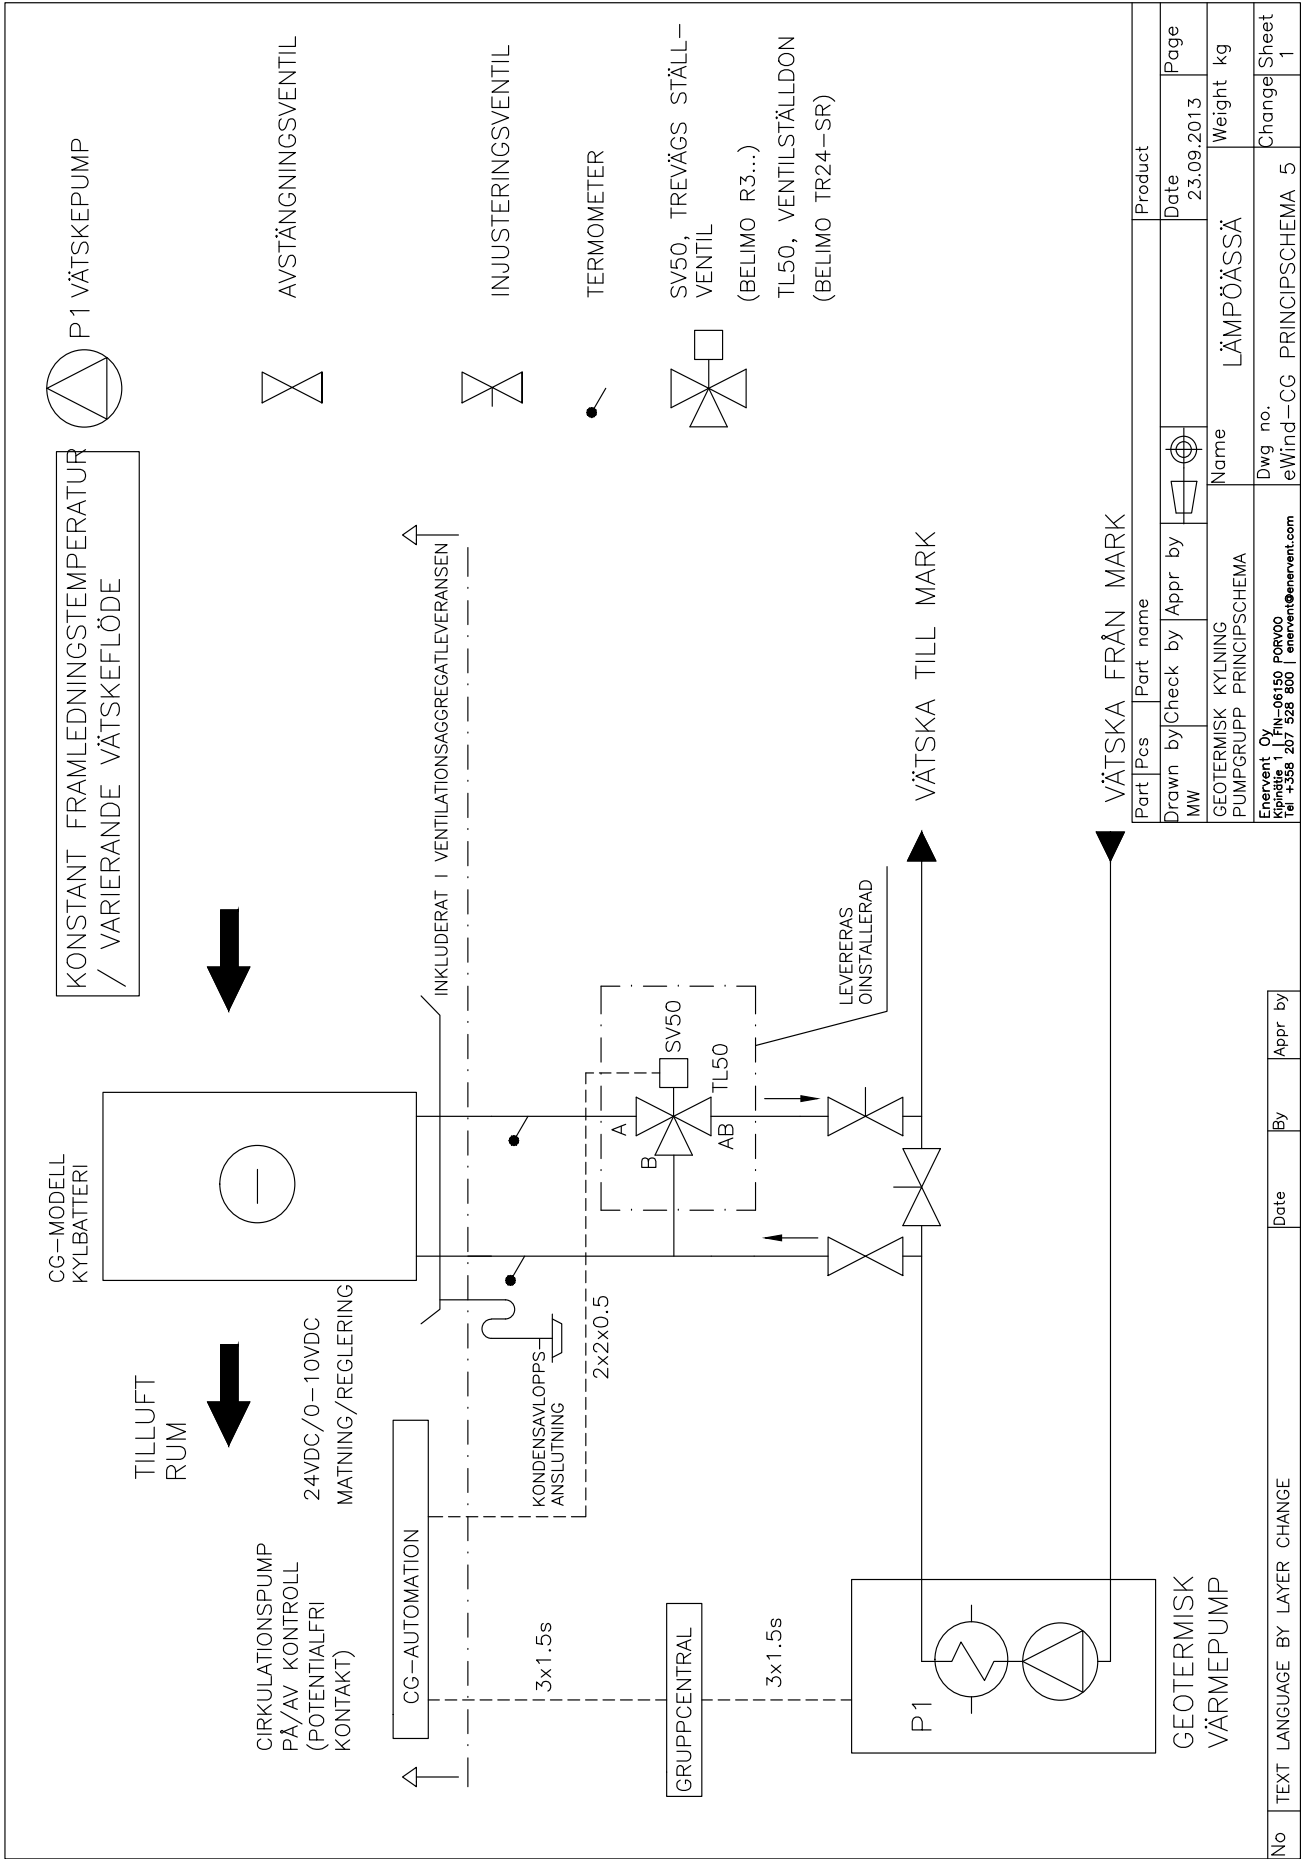 KONSTANT FRAMLEDNINGSTEMPERATUR
/ VARIERANDE VÄTSKEFLÖDE
P1 VÄTSKEPUMP
AVSTÄNGNINGSVENTIL
INJUSTERINGSVENTIL
TERMOMETER
SV50, TREVÄGS STÄLL-
VENTIL
(BELIMO R3...)
TL50, VENTILSTÄLLDON
(BELIMO TR24-SR)
CG-MODELL
KYLBATTERI
TILLUFT
RUM
24VDC/0-10VDC
MATNING/REGLERING
CIRKULATIONSPUMP
PÅ/AV KONTROLL
(POTENTIALFRI
KONTAKT)
CG-AUTOMATION
INKLUDERAT I VENTILATIONSAGGREGATLEVERANSEN
KONDENSAVLOPPS-
ANSLUTNING
2x2x0.5
3x1.5s
GRUPPCENTRAL
3x1.5s
A
B
AB
SV50
TL50
LEVERERAS
OINSTALLERAD
P1
GEOTERMISK
VÄRMEPUMP
VÄTSKA TILL MARK
VÄTSKA FRÅN MARK
Part
Pcs
Part name
Product
Drawn by
MW
Check by
Appr by
Date
23.09.2013
Page
GEOTERMISK KYLNING
PUMPGRUPP PRINCIPSCHEMA
Name
LÄMPÖÄSSÄ
Weight kg
Enervent Oy
Kipinätie 1 | FIN-06150 PORVOO
Tel +358 207 528 800 | enervent@enervent.com
Dwg no.
eWind-CG PRINCIPSCHEMA 5
Change
Sheet
1
No
TEXT LANGUAGE BY LAYER CHANGE
Date
By
Appr by